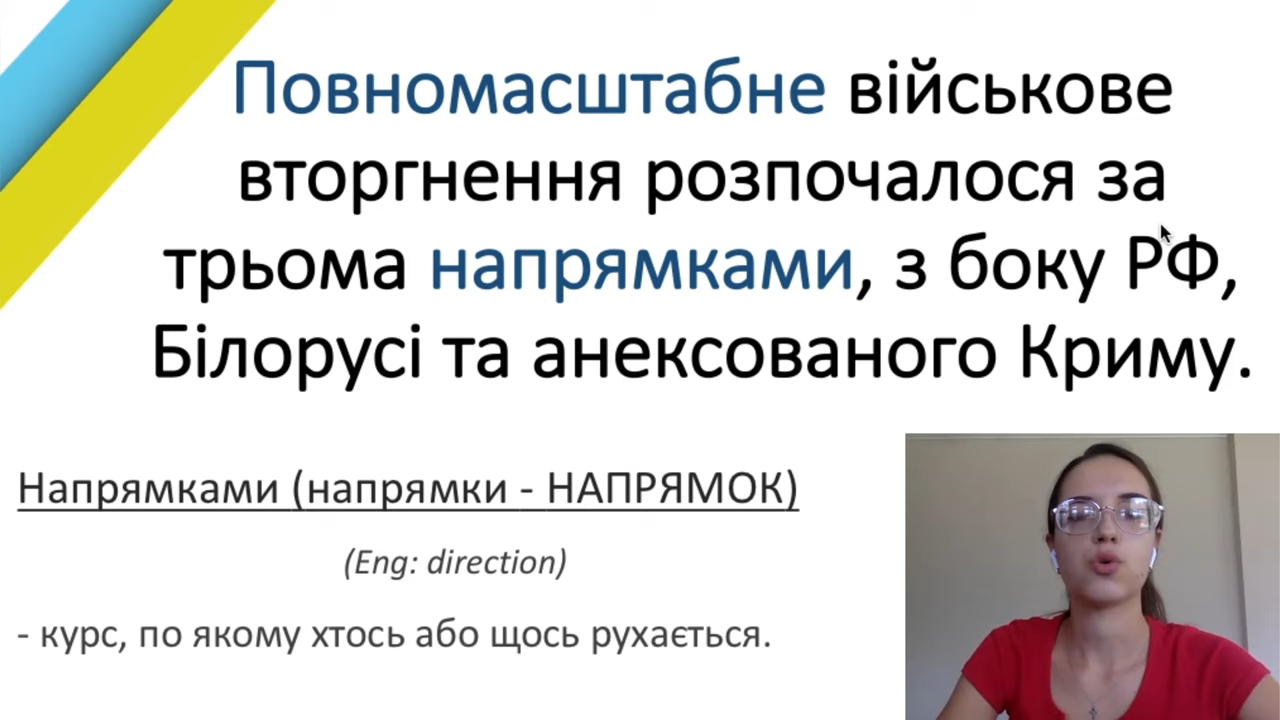 Повномасштабне військове
вторгнення розпочалося за
трьома напрямками, з боку РФ,
Білорусі та анексованого Криму.
Напрямками (напрямки - НАПРЯМОК)
(Eng: direction)
- курс, по якому хтось або щось рухається.